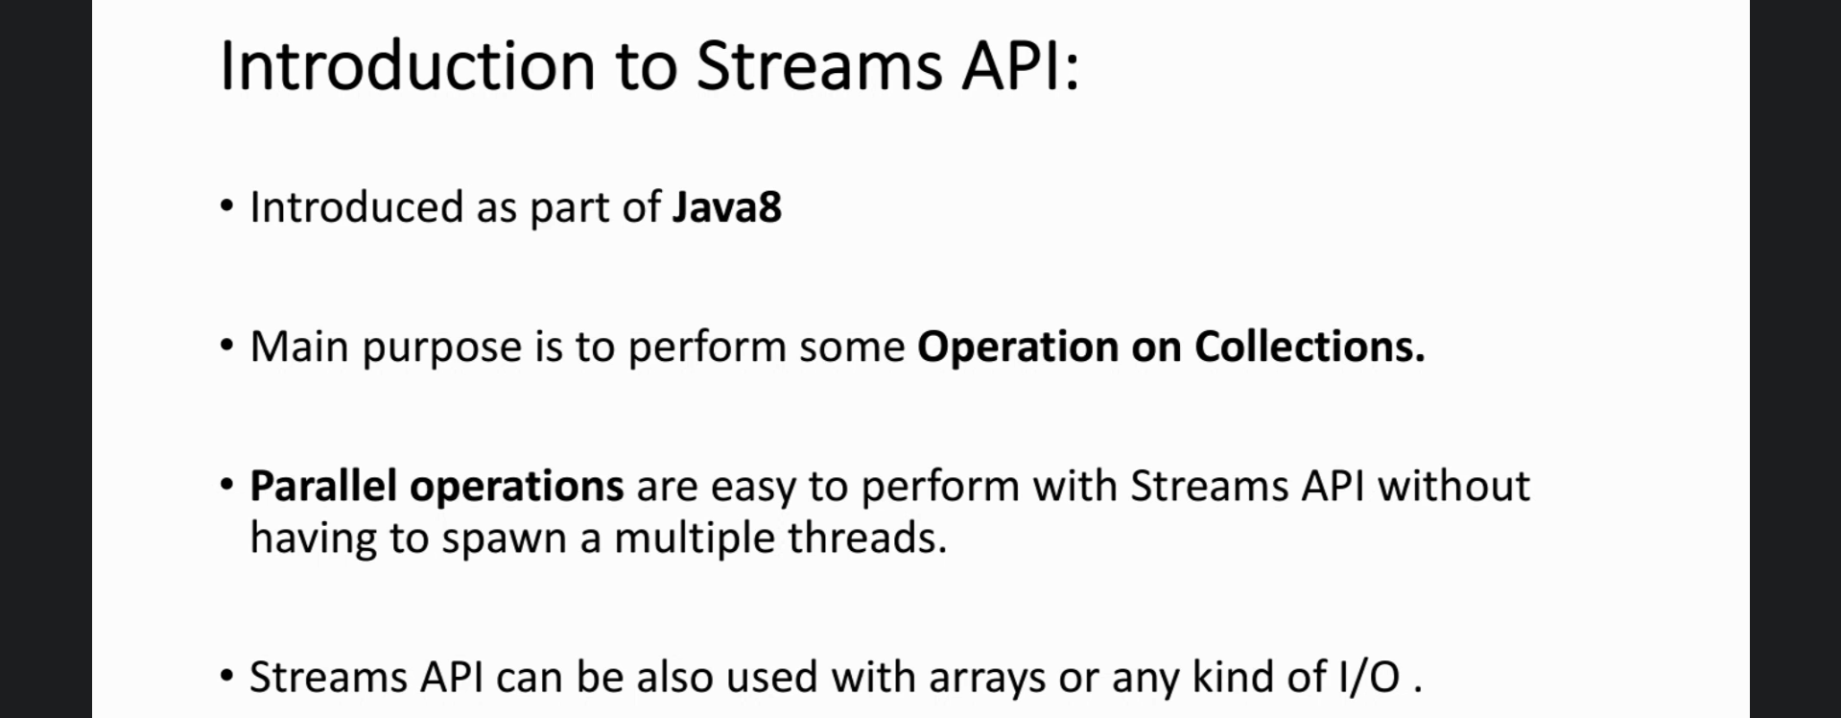 Introduction to Streams API:
• Introduced as part of Java8
• Main purpose is to perform some Operation on Collections.
• Parallel operations are easy to perform with Streams API without
having to spawn a multiple threads.
• Streams API can be also used with arrays or any kind of I/O .